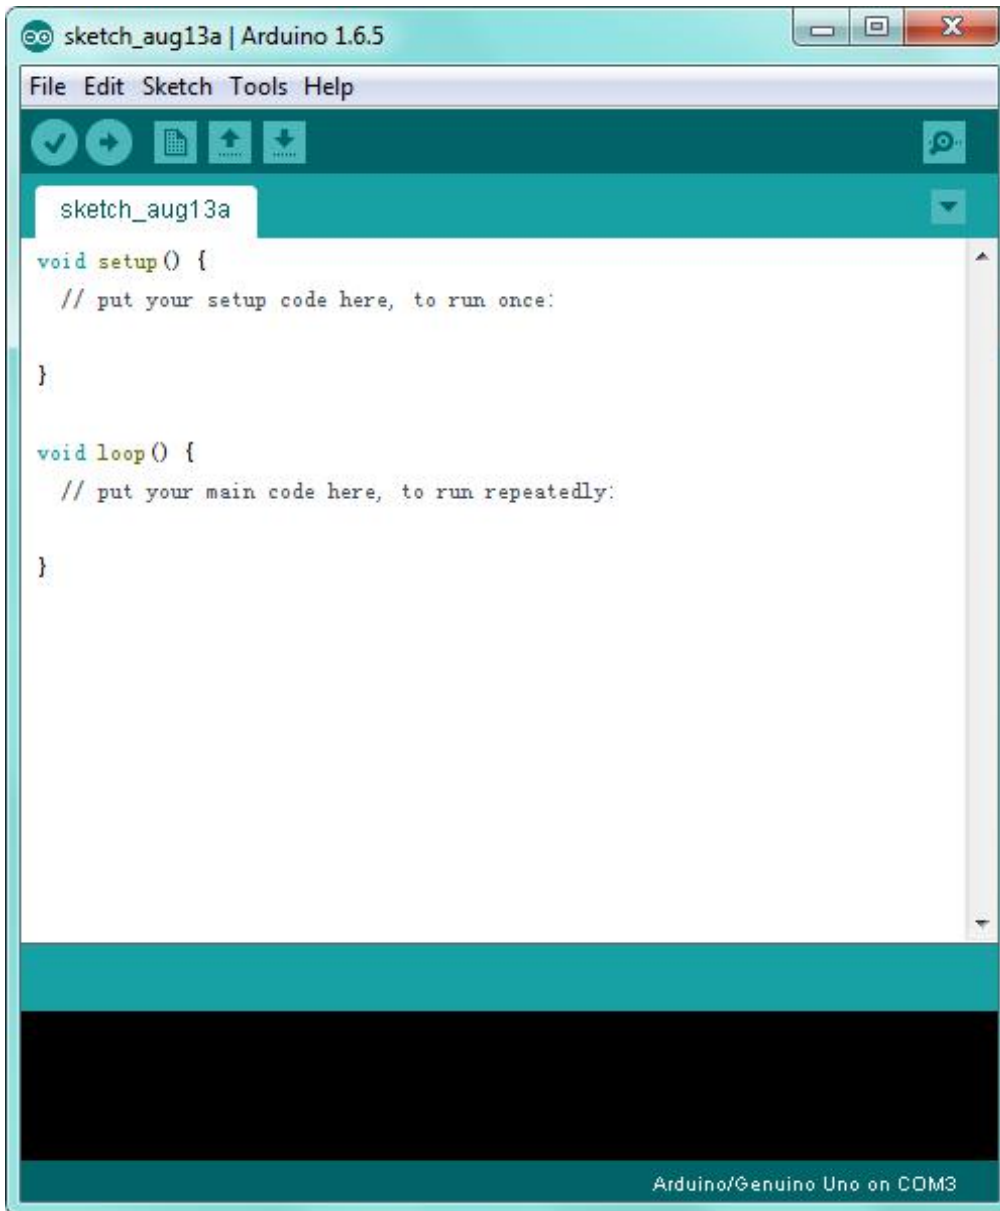 sketch_aug13a | Arduino 1.6.5
File Edit Sketch Tools Help
sketch_aug13a
void setup() {
  // put your setup code here, to run once:
}
void loop() {
  // put your main code here, to run repeatedly:
}
Arduino/Genuino Uno on COM3